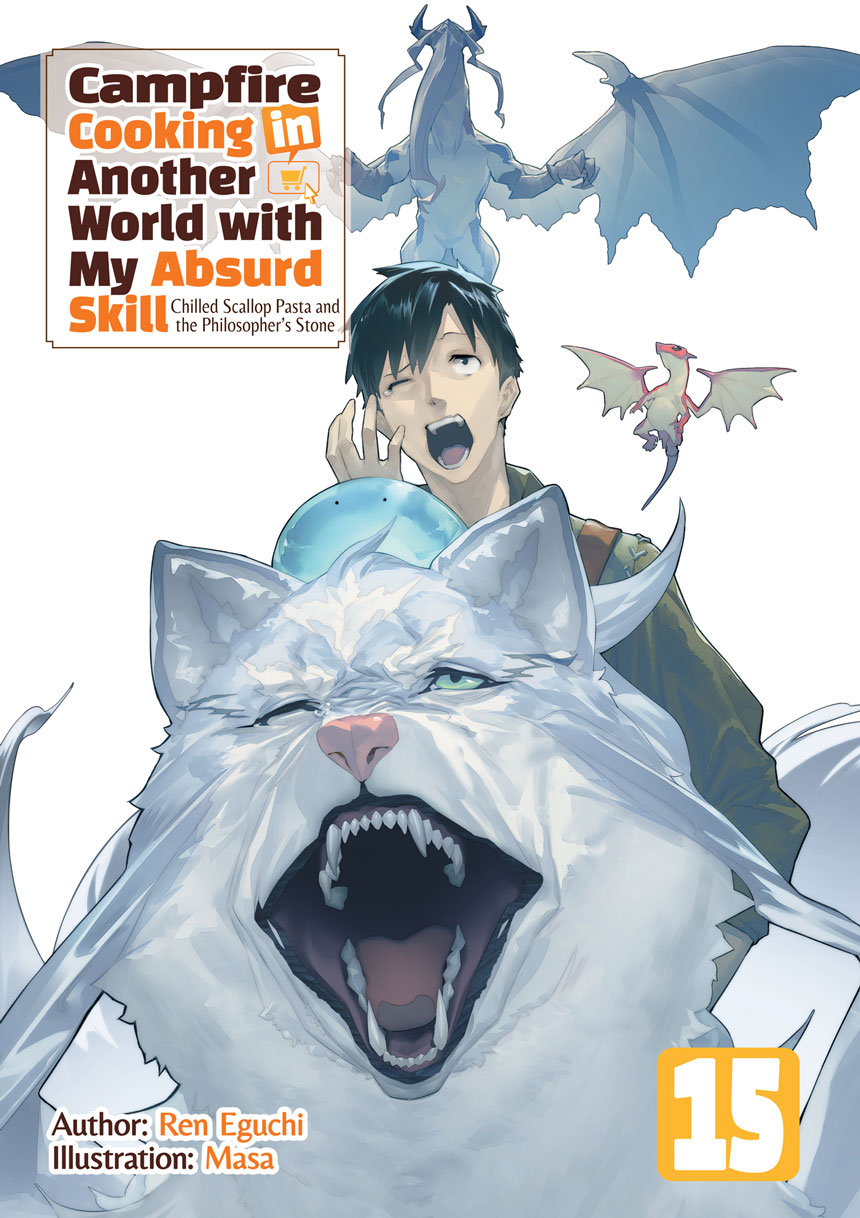 Campfire
Cooking in
Another
World with
My Absurd
Skill
Chilled Scallop Pasta and
the Philosopher's Stone
Author: Ren Eguchi
Illustration: Masa
15